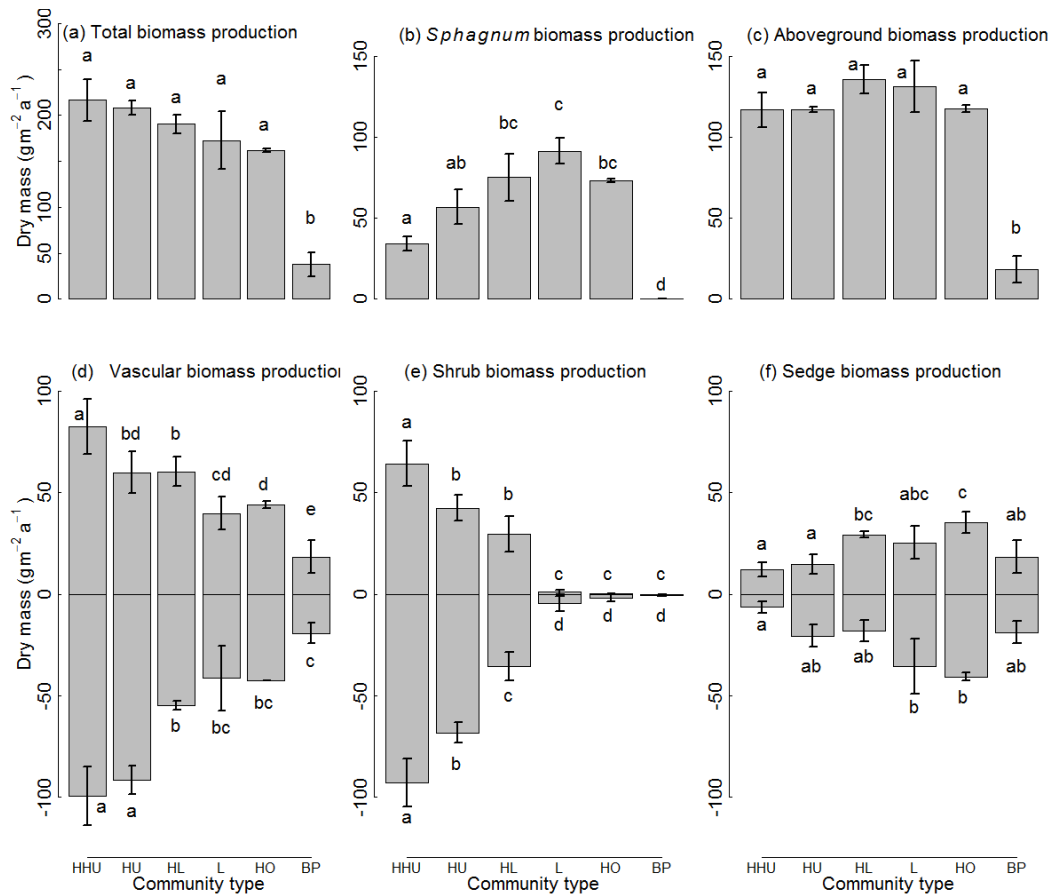 (a) Total biomass production
(b) Sphagnum biomass production
(c) Aboveground biomass production
Dry mass (gm⁻² a⁻¹)
300
200
100
50
0
a
a
a
a
a
b
150
100
50
0
a
ab
bc
c
bc
d
150
100
50
0
a
a
a
a
a
b
(d) Vascular biomass production
(e) Shrub biomass production
(f) Sedge biomass production
Dry mass (gm⁻² a⁻¹)
100
50
0
-50
-100
a
bd
b
cd
d
e
a
a
b
bc
bc
c
100
50
0
-50
-100
a
b
b
c
c
c
a
b
c
d
d
d
100
50
0
-50
-100
a
a
bc
abc
c
ab
a
ab
ab
b
b
ab
HHU HU HL L HO BP
HHU HU HL L HO BP
HHU HU HL L HO BP
Community type
Community type
Community type